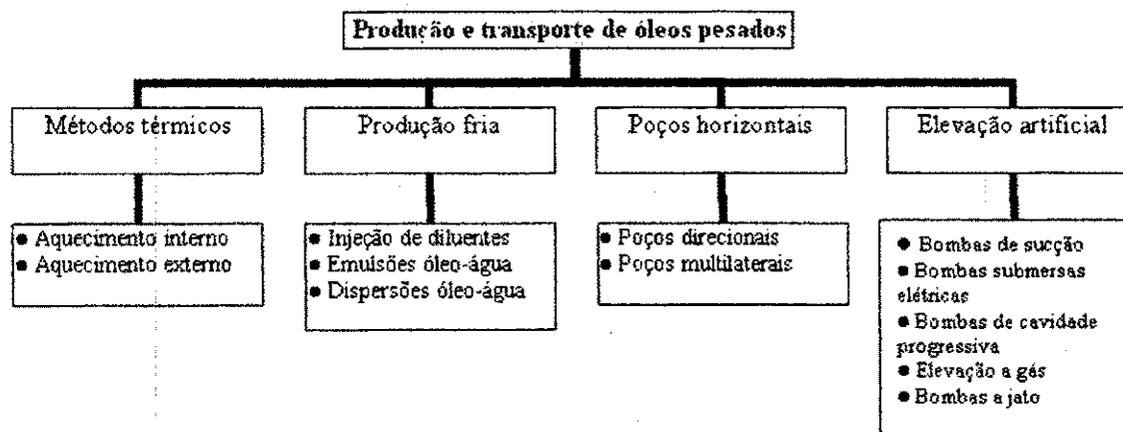 Produção e transporte de óleos pesados
Métodos térmicos
Produção fria
Poços horizontais
Elevação artificial
● Aquecimento interno
● Aquecimento externo
● Injeção de diluentes
● Emulsões óleo-água
● Dispersões óleo-água
● Poços direcionais
● Poços multilaterais
● Bombas de sucção
● Bombas submersas
elétricas
● Bombas de cavidade
progressiva
● Elevação a gás
● Bombas a jato